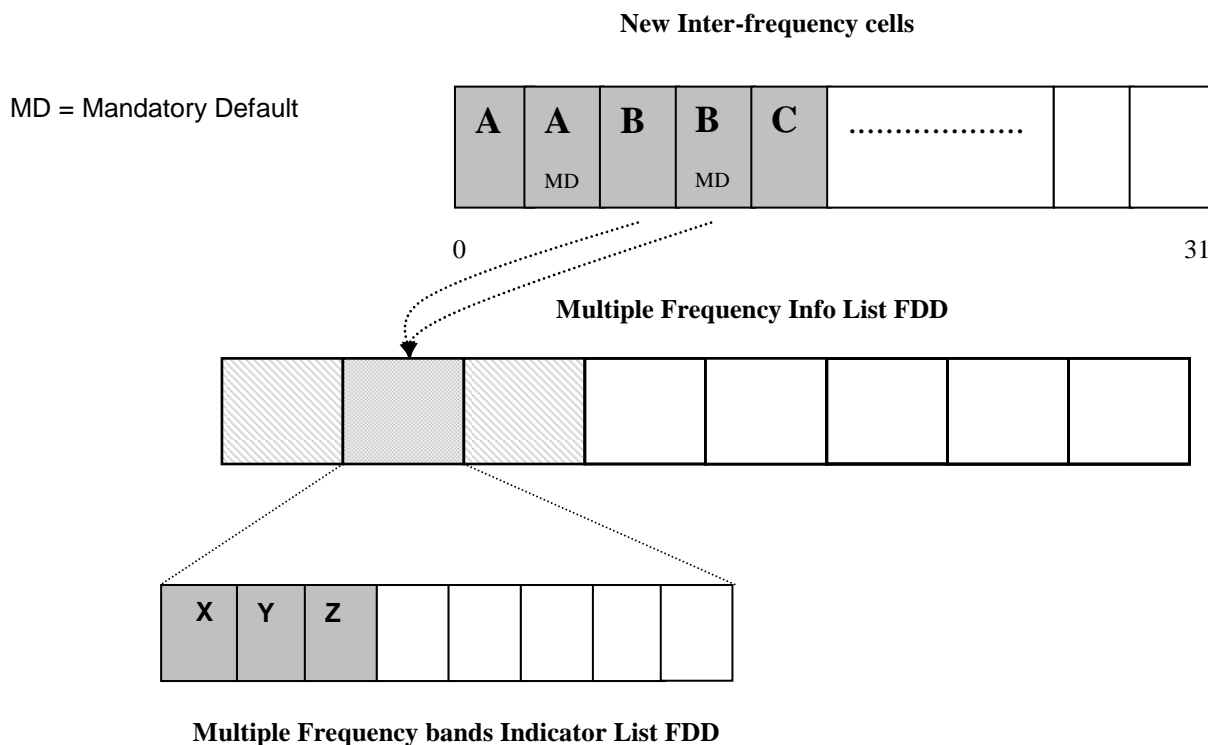 New Inter-frequency cells
MD = Mandatory Default
A A B B C ...................
MD MD
0 31
Multiple Frequency Info List FDD
X Y Z
Multiple Frequency bands Indicator List FDD